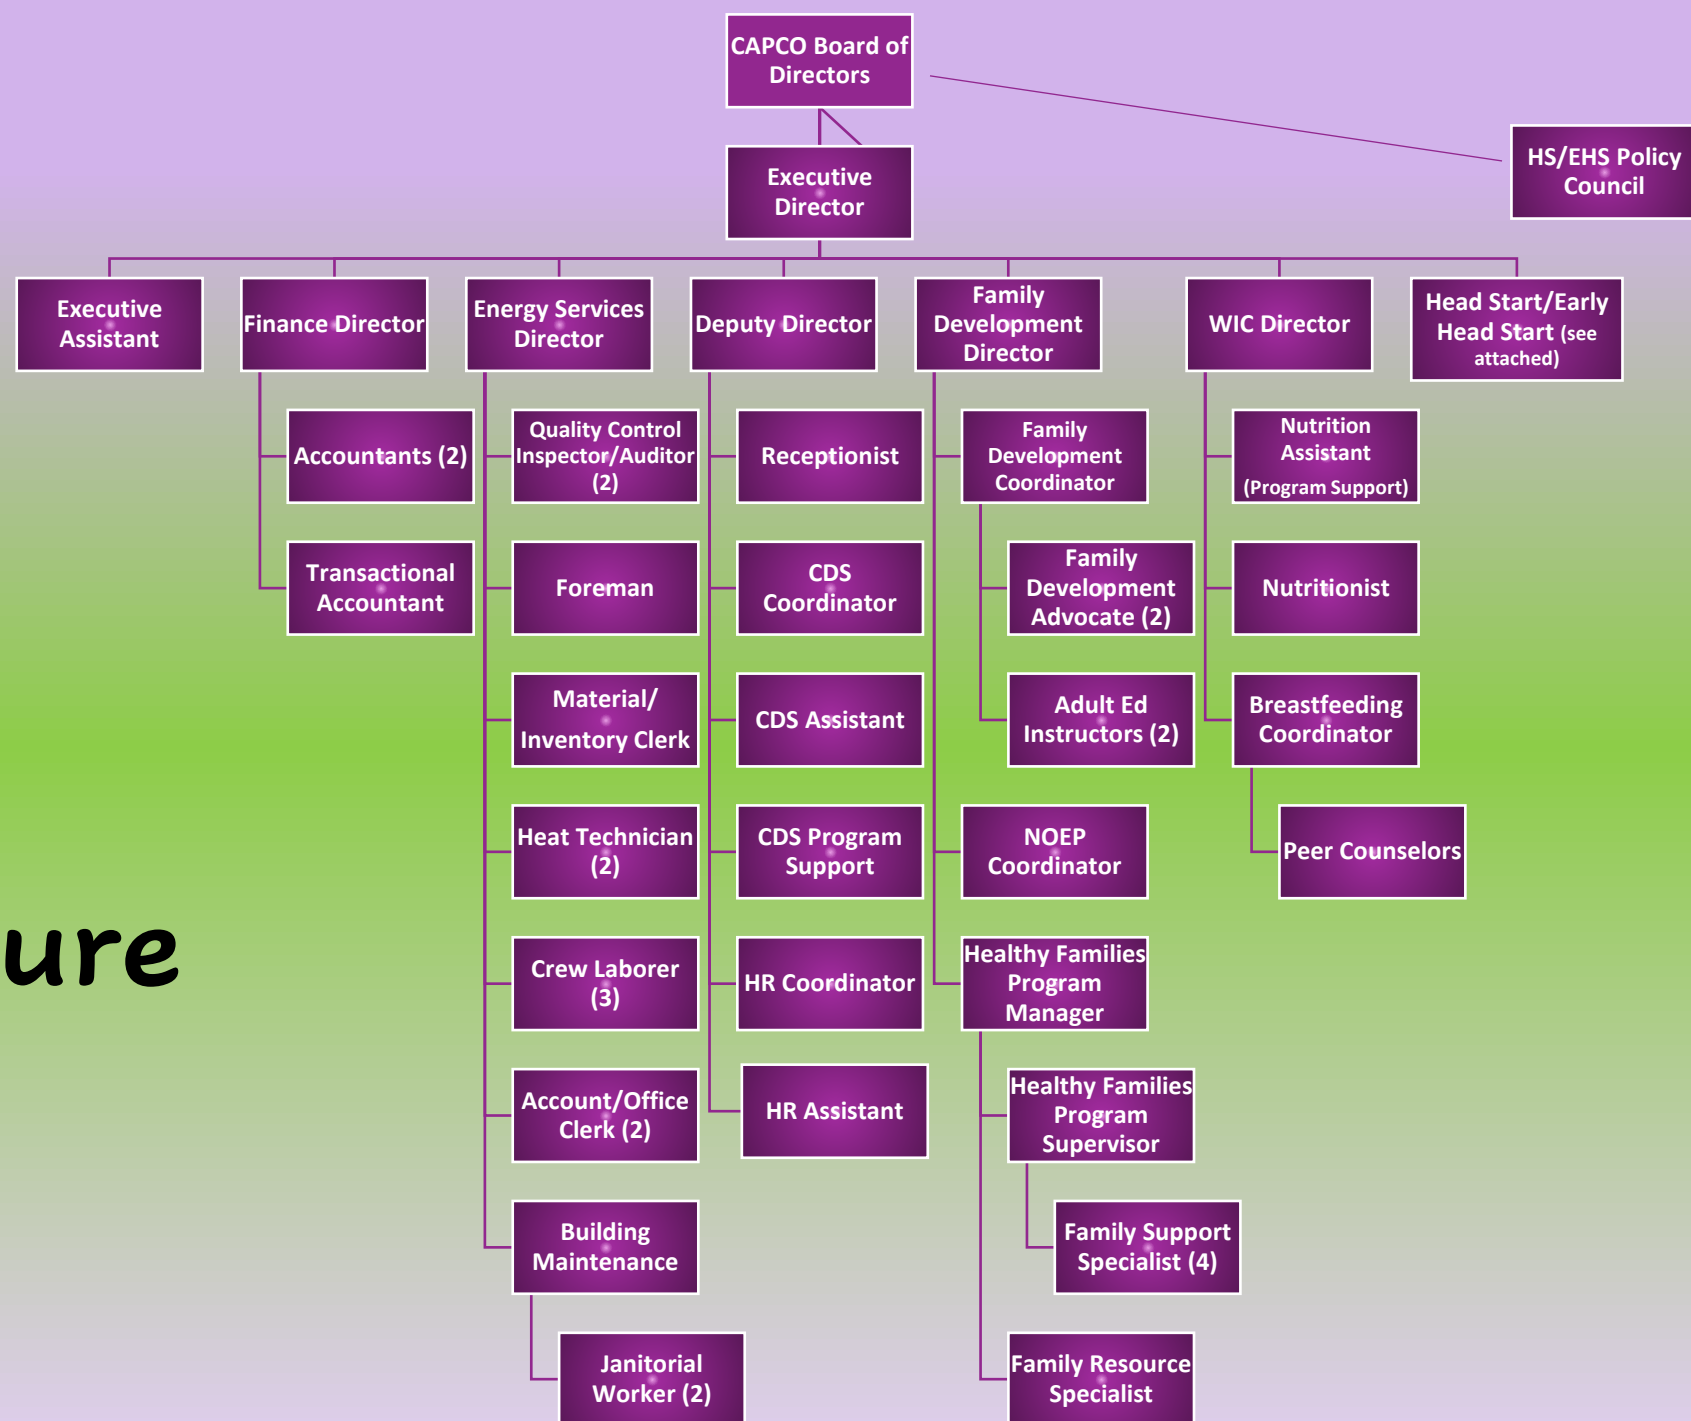 CAPCO Board of
Directors
HS/EHS Policy
Council
Executive
Director
Executive
Assistant
Finance Director
Energy Services
Director
Deputy Director
Family
Development
Director
WIC Director
Head Start/Early
Head Start (see
attached)
Accountants (2)
Transactional
Accountant
Quality Control
Inspector/Auditor
(2)
Foreman
Material/
Inventory Clerk
Heat Technician
(2)
Crew Laborer
(3)
Account/Office
Clerk (2)
Building
Maintenance
Janitorial
Worker (2)
Receptionist
CDS
Coordinator
CDS Assistant
CDS Program
Support
HR Coordinator
HR Assistant
Family
Development
Coordinator
Family
Development
Advocate (2)
Adult Ed
Instructors (2)
NOEP
Coordinator
Healthy Families
Program
Manager
Healthy Families
Program
Supervisor
Family Support
Specialist (4)
Family Resource
Specialist
Nutrition
Assistant
(Program Support)
Nutritionist
Breastfeeding
Coordinator
Peer Counselors
ure